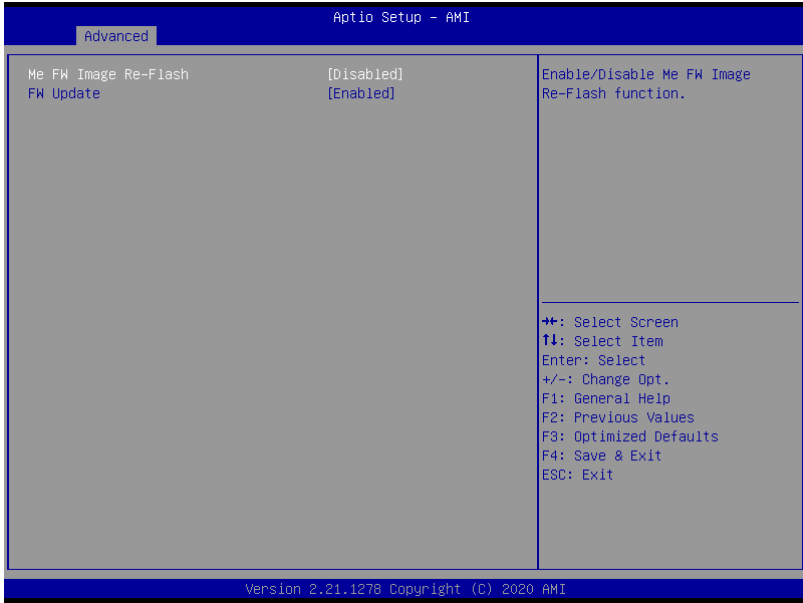 Aptio Setup – AMI
Advanced
Me FW Image Re-Flash [Disabled]
FW Update [Enabled]
Enable/Disable Me FW Image
Re-Flash function.
→←: Select Screen
↑↓: Select Item
Enter: Select
+/-: Change Opt.
F1: General Help
F2: Previous Values
F3: Optimized Defaults
F4: Save & Exit
ESC: Exit
Version 2.21.1278 Copyright (C) 2020 AMI